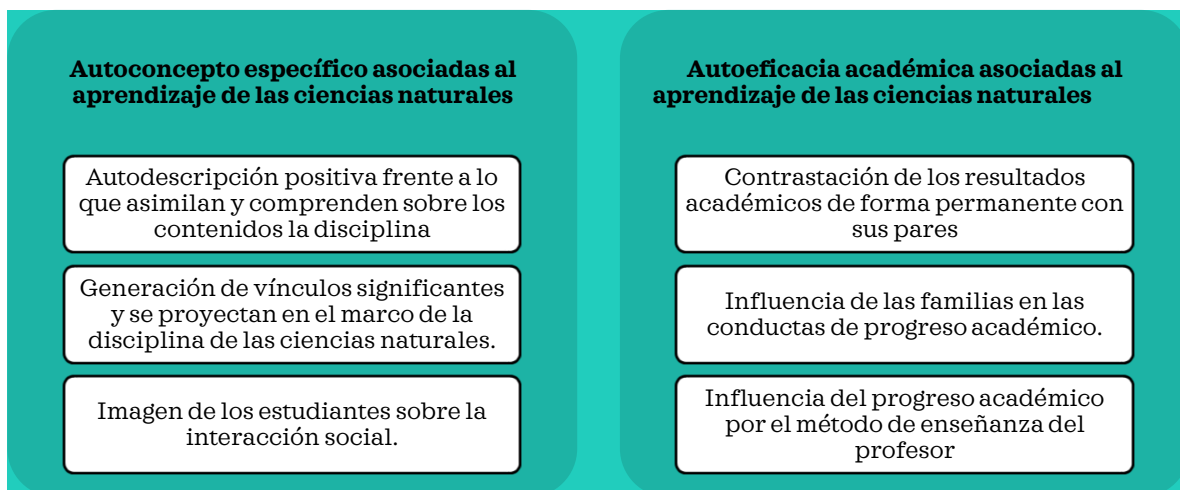 Autoconcepto específico asociadas al
aprendizaje de las ciencias naturales
Autodescripción positiva frente a lo
que asimilan y comprenden sobre los
contenidos la disciplina
Generación de vínculos significantes
y se proyectan en el marco de la
disciplina de las ciencias naturales.
Imagen de los estudiantes sobre la
interacción social.
Autoeficacia académica asociadas al
aprendizaje de las ciencias naturales
Contrastación de los resultados
académicos de forma permanente con
sus pares
Influencia de las familias en las
conductas de progreso académico.
Influencia del progreso académico
por el método de enseñanza del
profesor